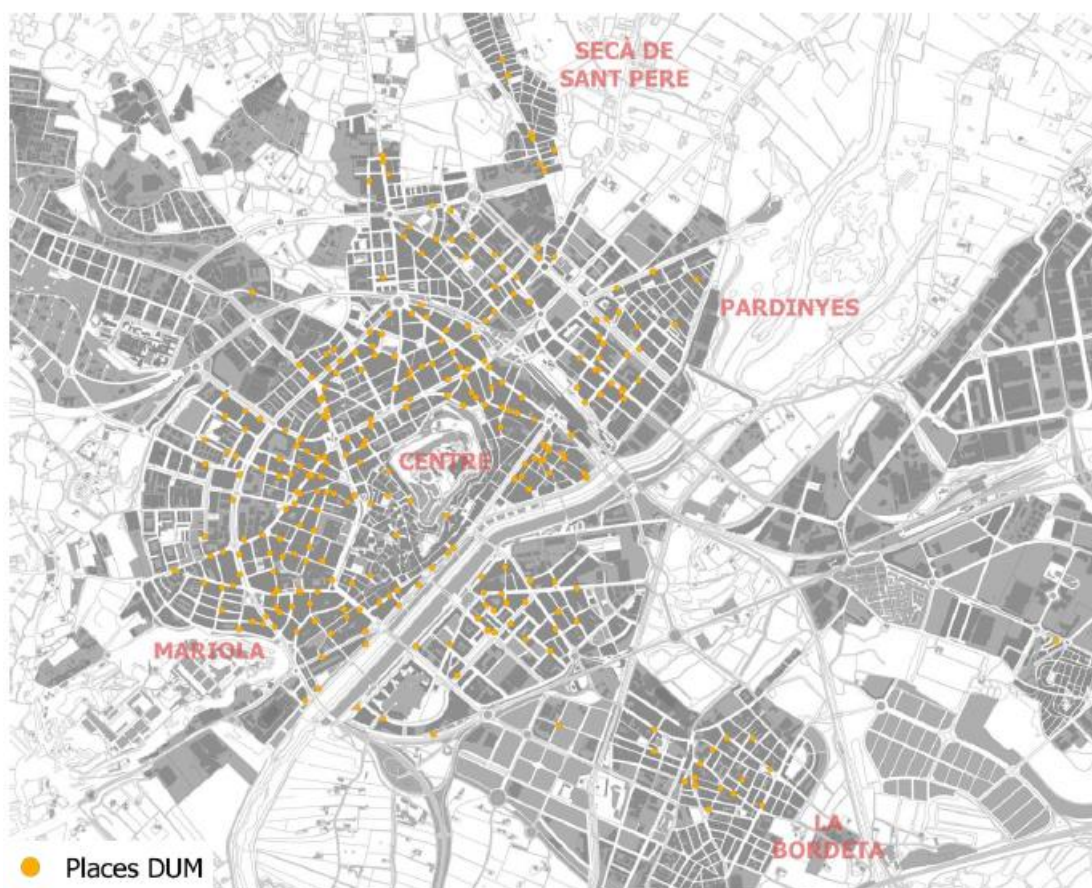 SECÀ DE
SANT PERE
PARDINYES
CENTRE
MARIOLA
LA
BORDETA
Places DUM